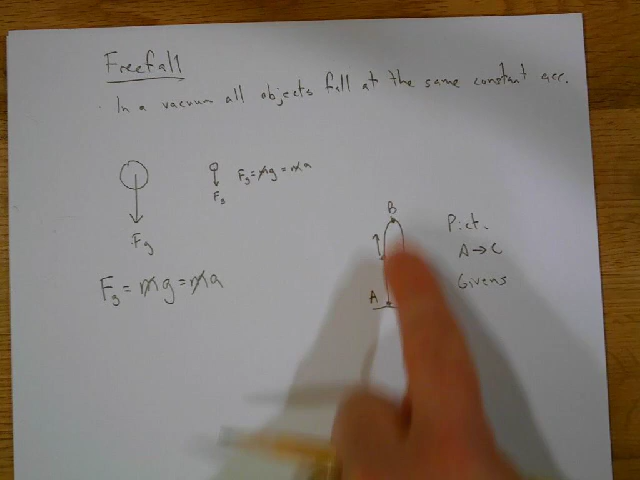 Freefall
In a vacuum all objects fall at the same constant acc.
Fg = mg = ma
Fg
Fg
Fg = mg = ma
B
A
Pict.
A→C
Givens